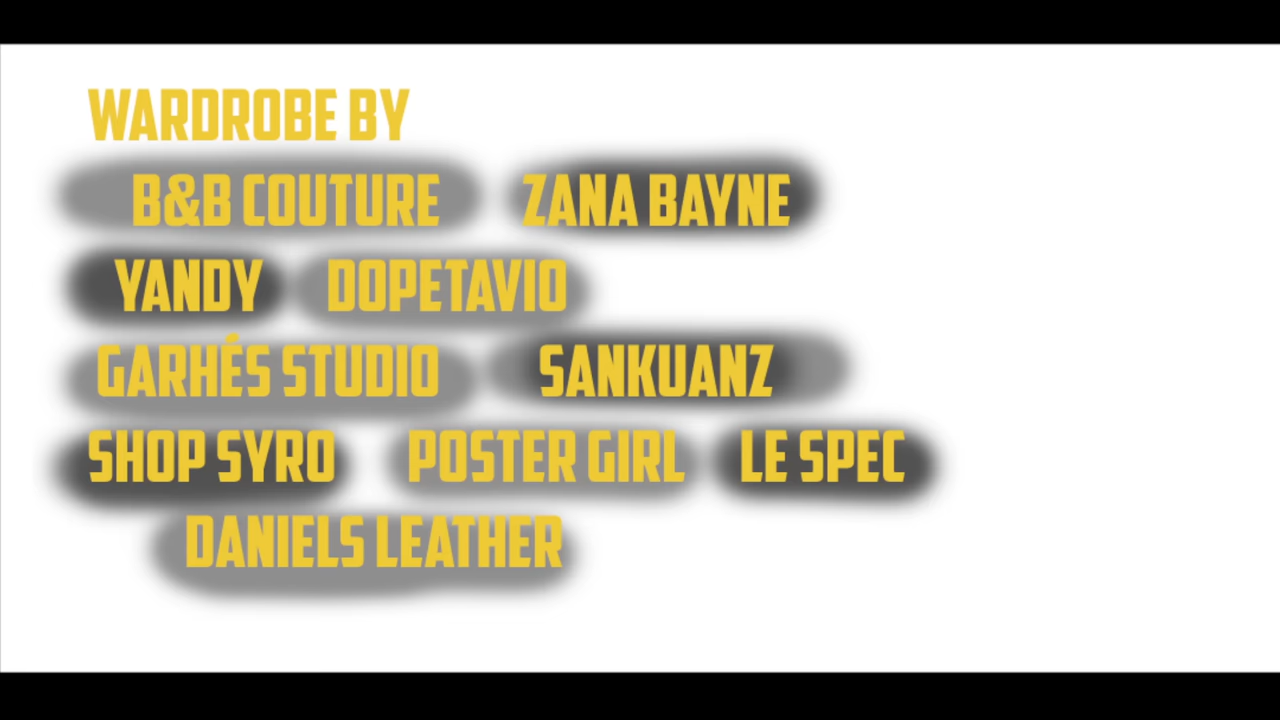 WARDROBE BY
B&B COUTURE ZANA BAYNE
YANDY DOPETAVIO
GARHÉS STUDIO SANKUANZ
SHOP SYRO POSTER GIRL LE SPEC
DANIELS LEATHER